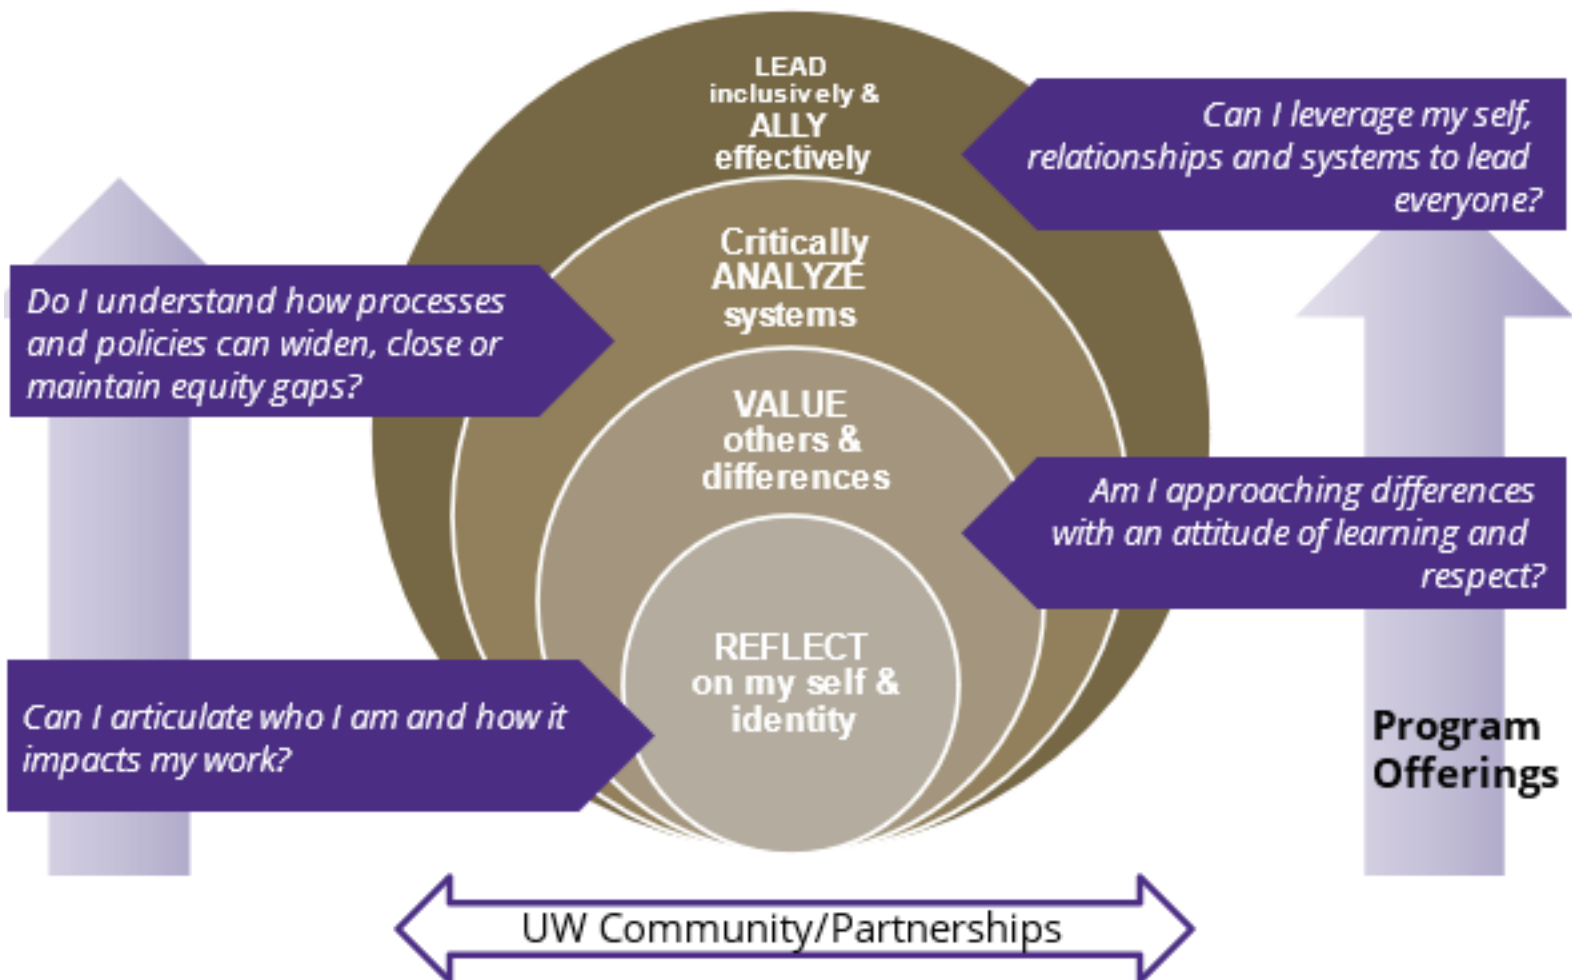 LEAD
inclusively &
ALLY
effectively
Can I leverage my self,
relationships and systems to lead
everyone?
Critically
ANALYZE
systems
Do I understand how processes
and policies can widen, close or
maintain equity gaps?
VALUE
others &
differences
Am I approaching differences
with an attitude of learning and
respect?
REFLECT
on my self &
identity
Can I articulate who I am and how it
impacts my work?
Program
Offerings
UW Community/Partnerships